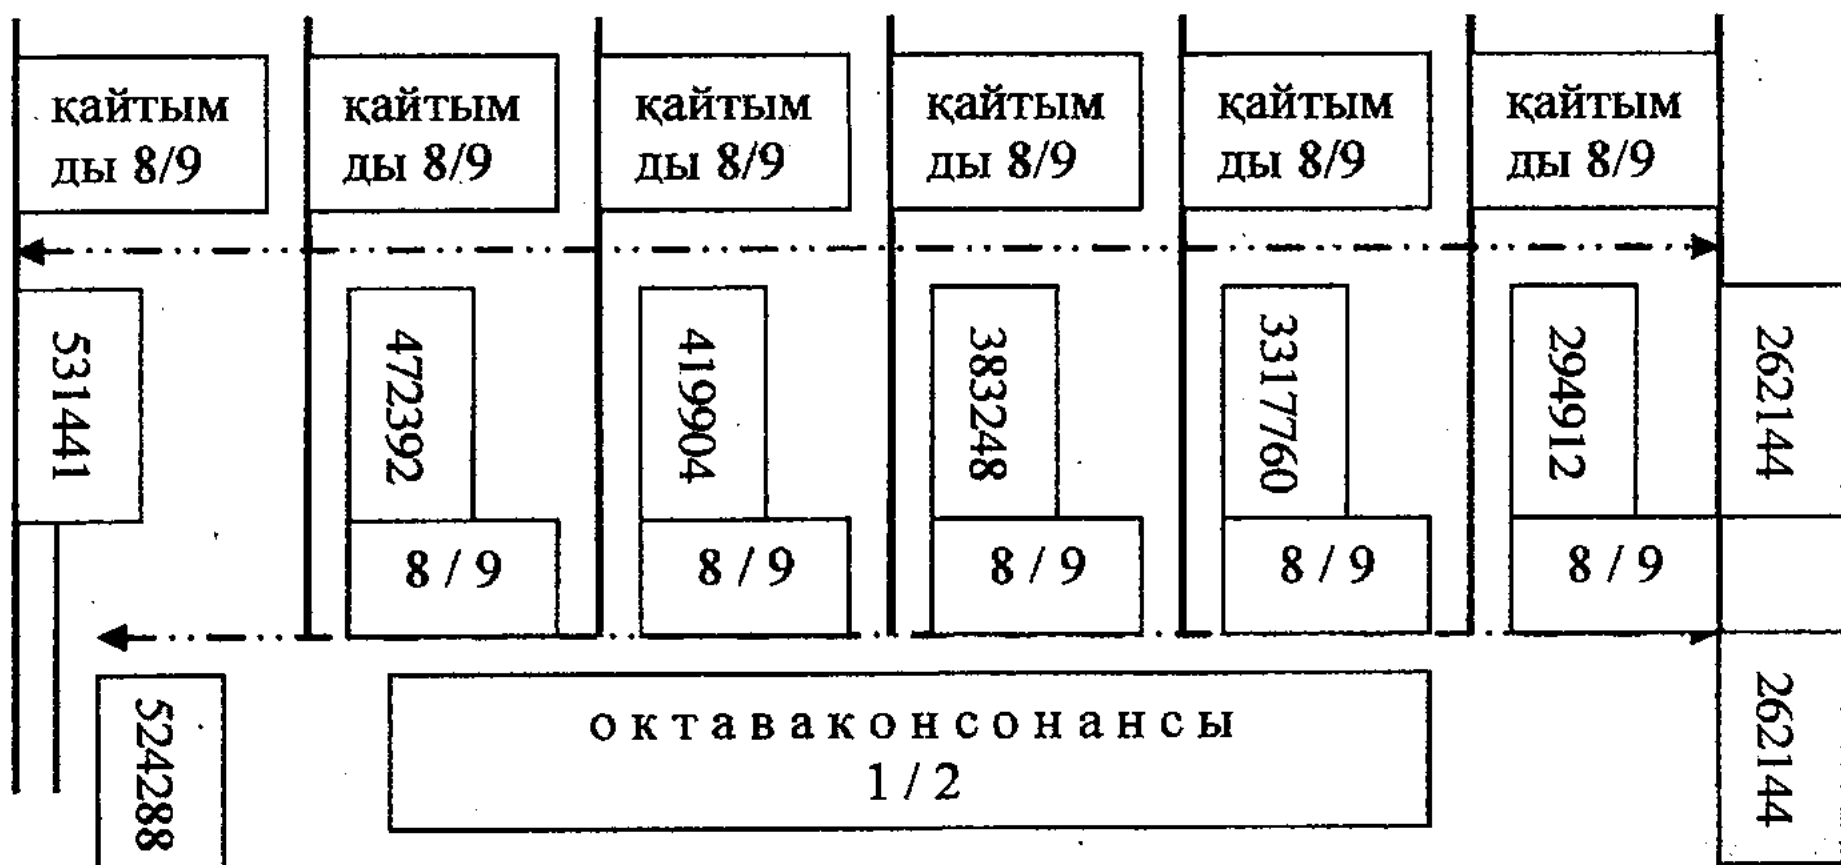 қайтым
ды 8/9
қайтым
ды 8/9
қайтым
ды 8/9
қайтым
ды 8/9
қайтым
ды 8/9
қайтым
ды 8/9
531441
472392
419904
383248
3317760
294912
262144
8 / 9
8 / 9
8 / 9
8 / 9
8 / 9
524288
о к т а в а к о н с о н а н с ы
1 / 2
262144